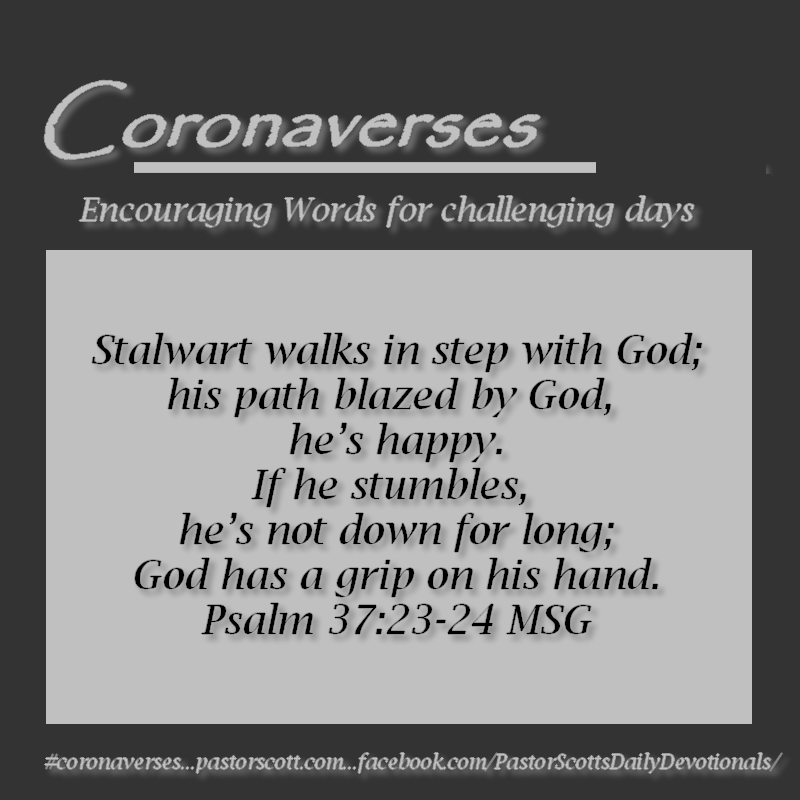 Coronaverses
Encouraging Words for challenging days
Stalwart walks in step with God;
his path blazed by God,
he’s happy.
If he stumbles,
he’s not down for long;
God has a grip on his hand.
Psalm 37:23-24 MSG
#coronaverses...pastorscott.com...facebook.com/PastorScottsDailyDevotionals/